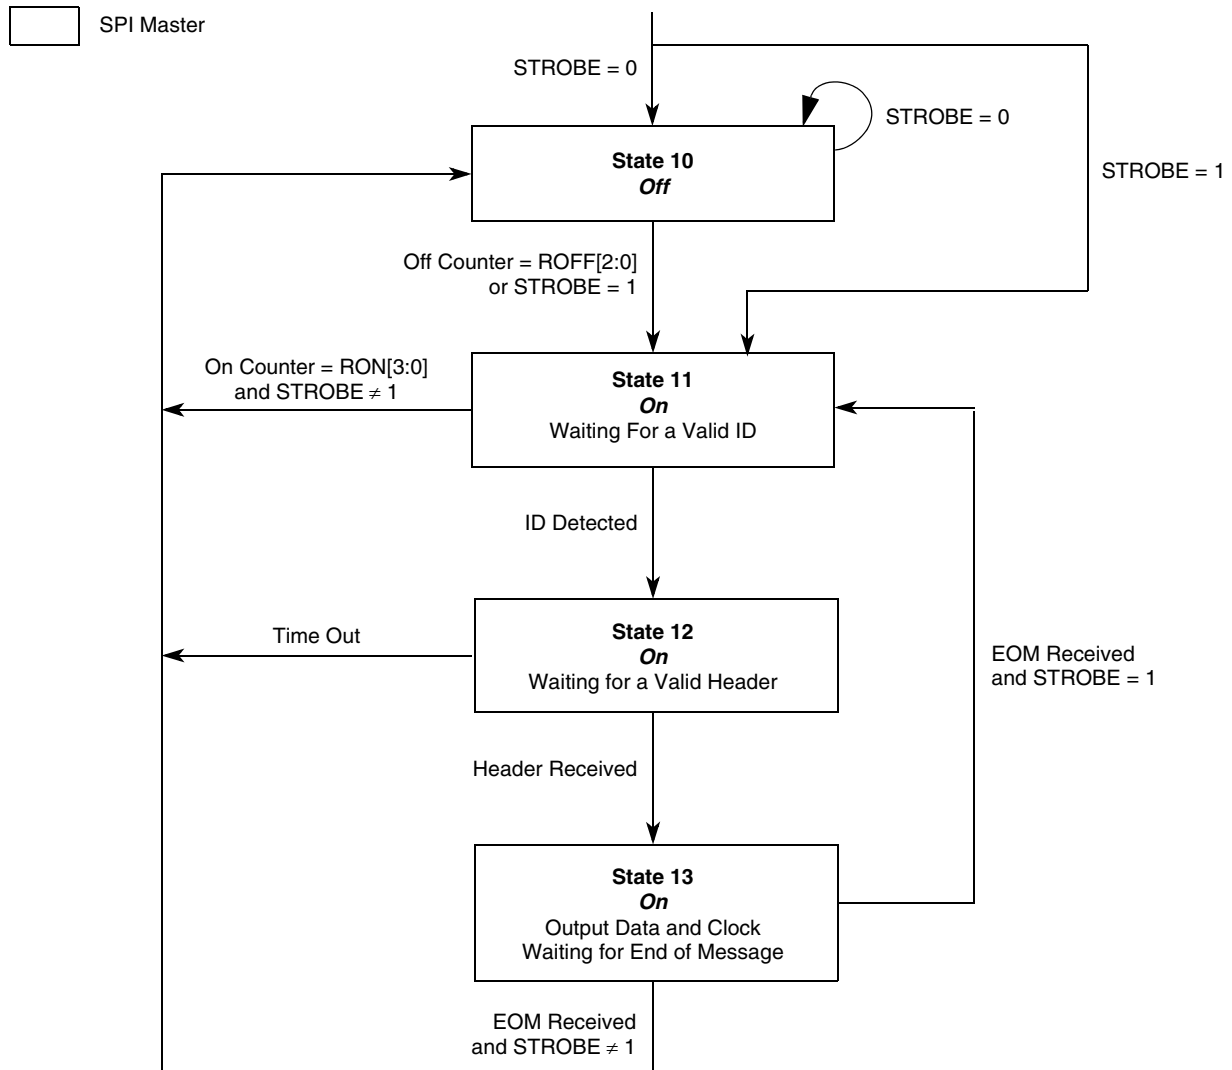 SPI Master
STROBE = 0
STROBE = 0
STROBE = 1
State 10
Off
Off Counter = ROFF[2:0]
or STROBE = 1
On Counter = RON[3:0]
and STROBE ≠ 1
State 11
On
Waiting For a Valid ID
ID Detected
Time Out
State 12
On
Waiting for a Valid Header
EOM Received
and STROBE = 1
Header Received
State 13
On
Output Data and Clock
Waiting for End of Message
EOM Received
and STROBE ≠ 1